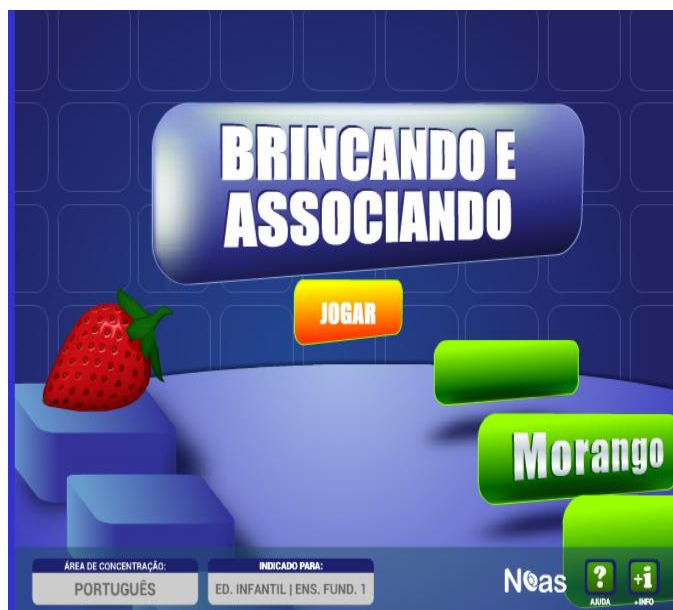 BRINCANDO E
ASSOCIANDO
JOGAR
Morango
ÁREA DE CONCENTRAÇÃO:
PORTUGUÊS
INDICADO PARA:
ED. INFANTIL | ENS. FUND. 1
Noas
?
AJUDA
+i
+INFO